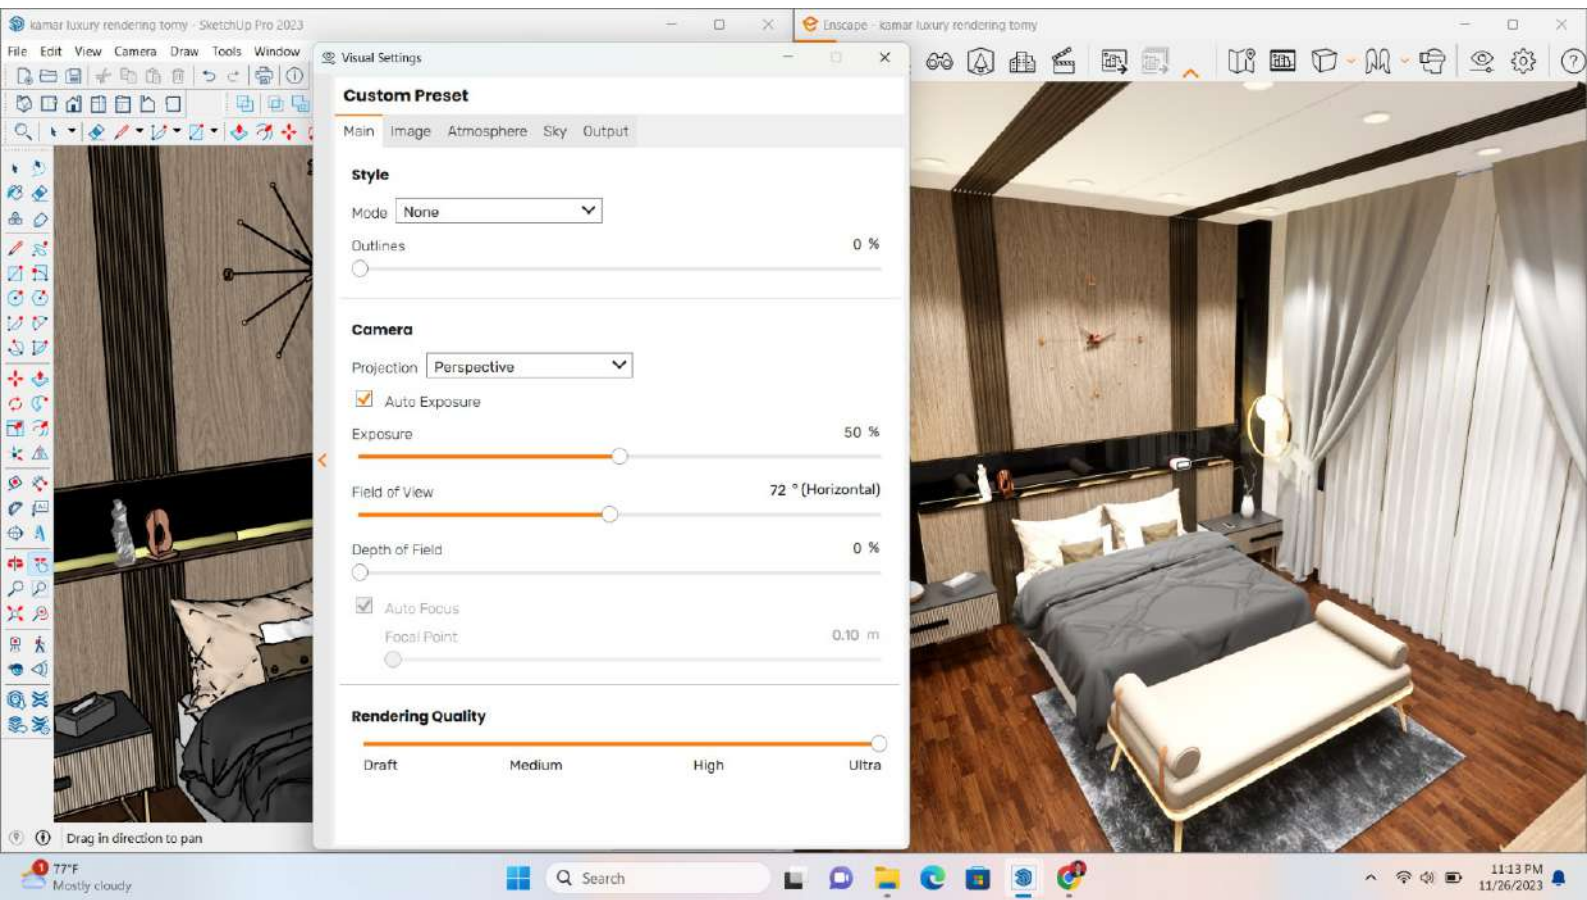 kamar luxury rendering tomy - SketchUp Pro 2023
File Edit View Camera Draw Tools Window
Drag in direction to pan
Visual Settings
Custom Preset
Main Image Atmosphere Sky Output
Style
Mode None
Outlines 0 %
Camera
Projection Perspective
Auto Exposure
Exposure 50 %
Field of View 72 ° (Horizontal)
Depth of Field 0 %
Auto Focus
Focal Point 0.10 m
Rendering Quality
Draft Medium High Ultra
Enscape - kamar luxury rendering tomy
1
77°F
Mostly cloudy
Search
11:13 PM
11/26/2023